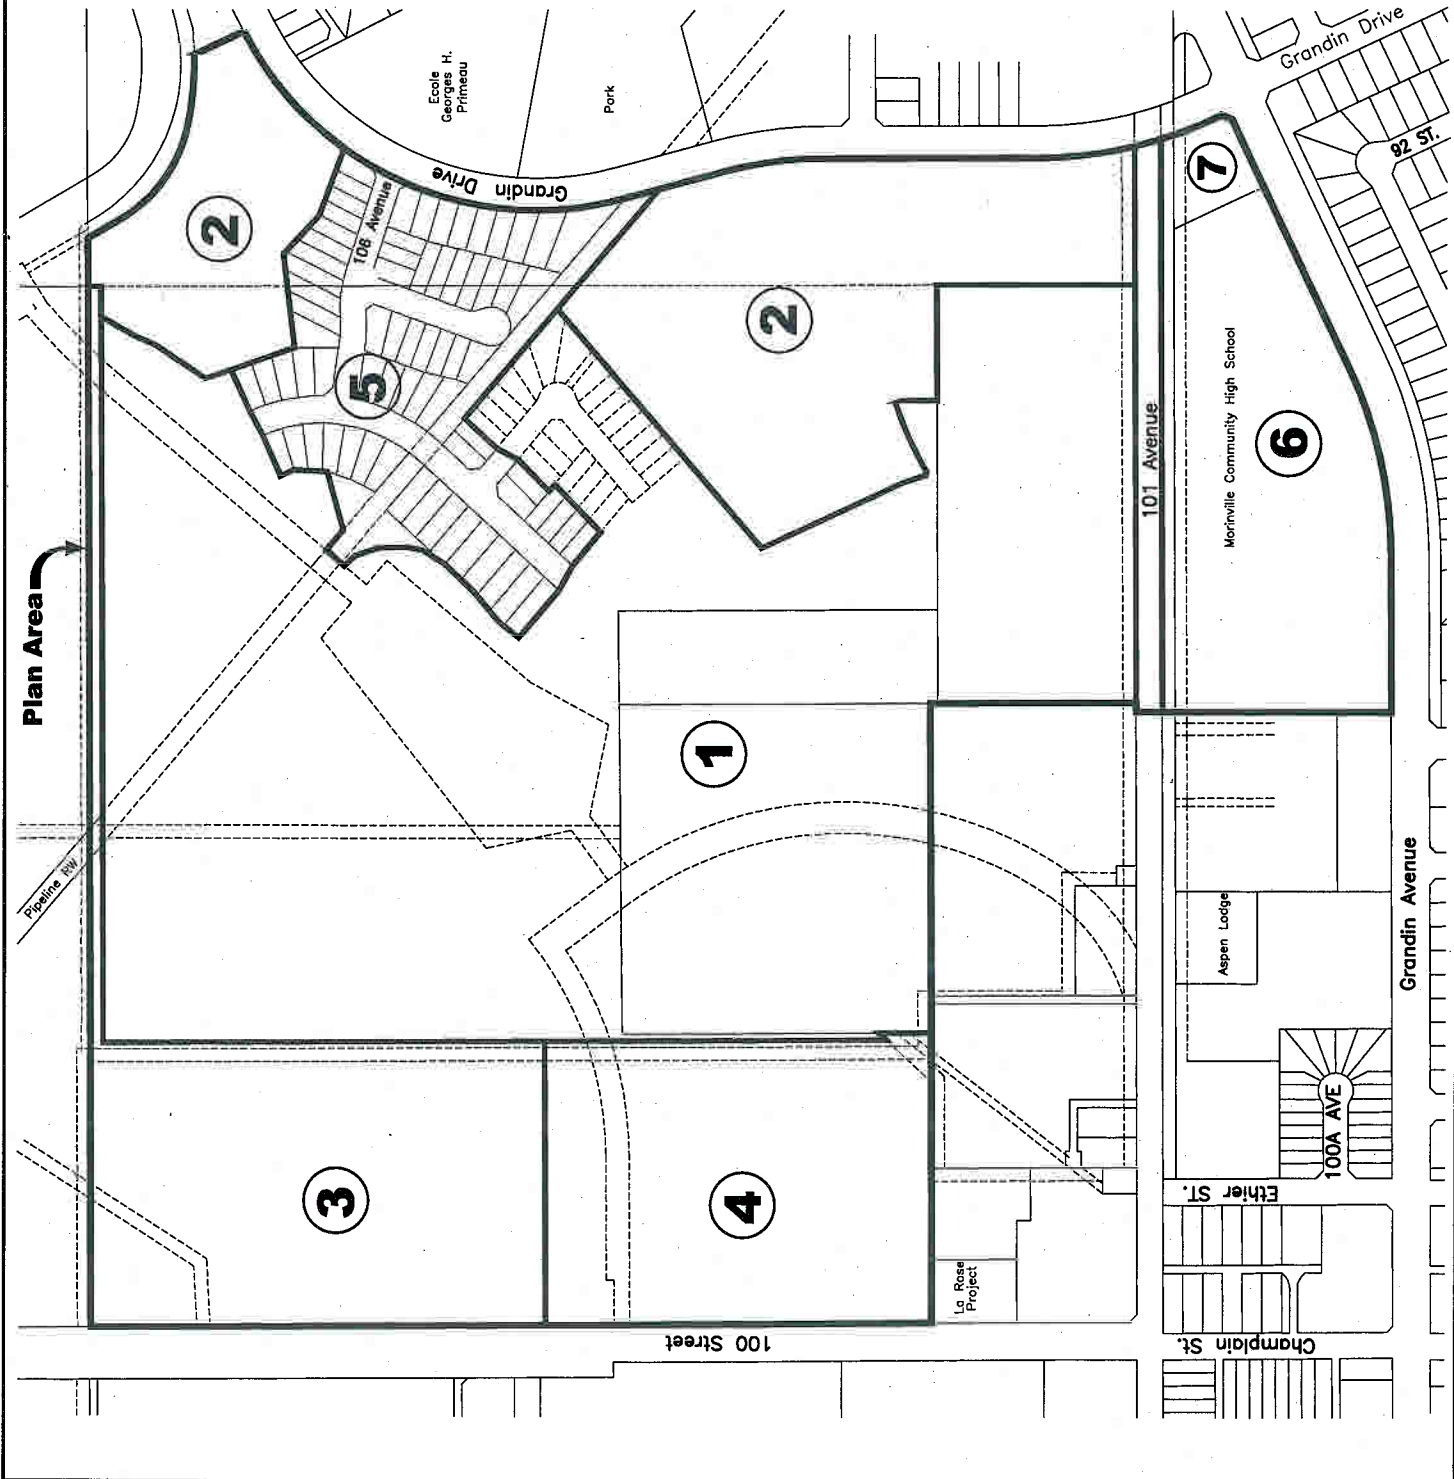 Plan Area
Pipeline RW
Ecole
Georges H.
Primeau
Park
Grandin Drive
108 Avenue
2
5
2
1
3
4
101 Avenue
7
Morinville Community High School
6
Grandin Drive
92 ST.
Aspen Lodge
Grandin Avenue
100A AVE
Ethier ST.
La Rose
Project
100 Street
Champlain St.